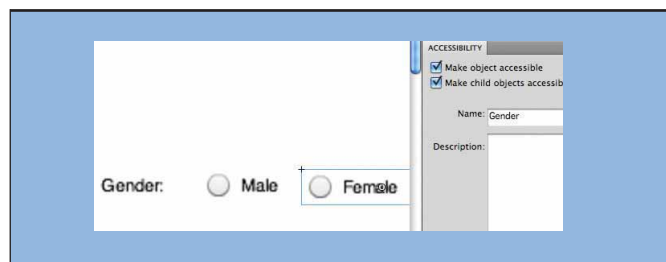 ACCESSIBILITY
Make object accessible
Make child objects accessib
Name: Gender
Description:
Gender: Male Female